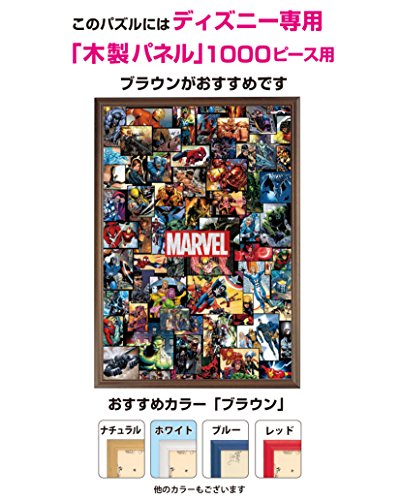 このパズルにはディズニー専用
「木製パネル」1000ピース用
ブラウンがおすすめです
MARVEL
おすすめカラー「ブラウン」
ナチュラル
ホワイト
ブルー
レッド
他のカラーもございます